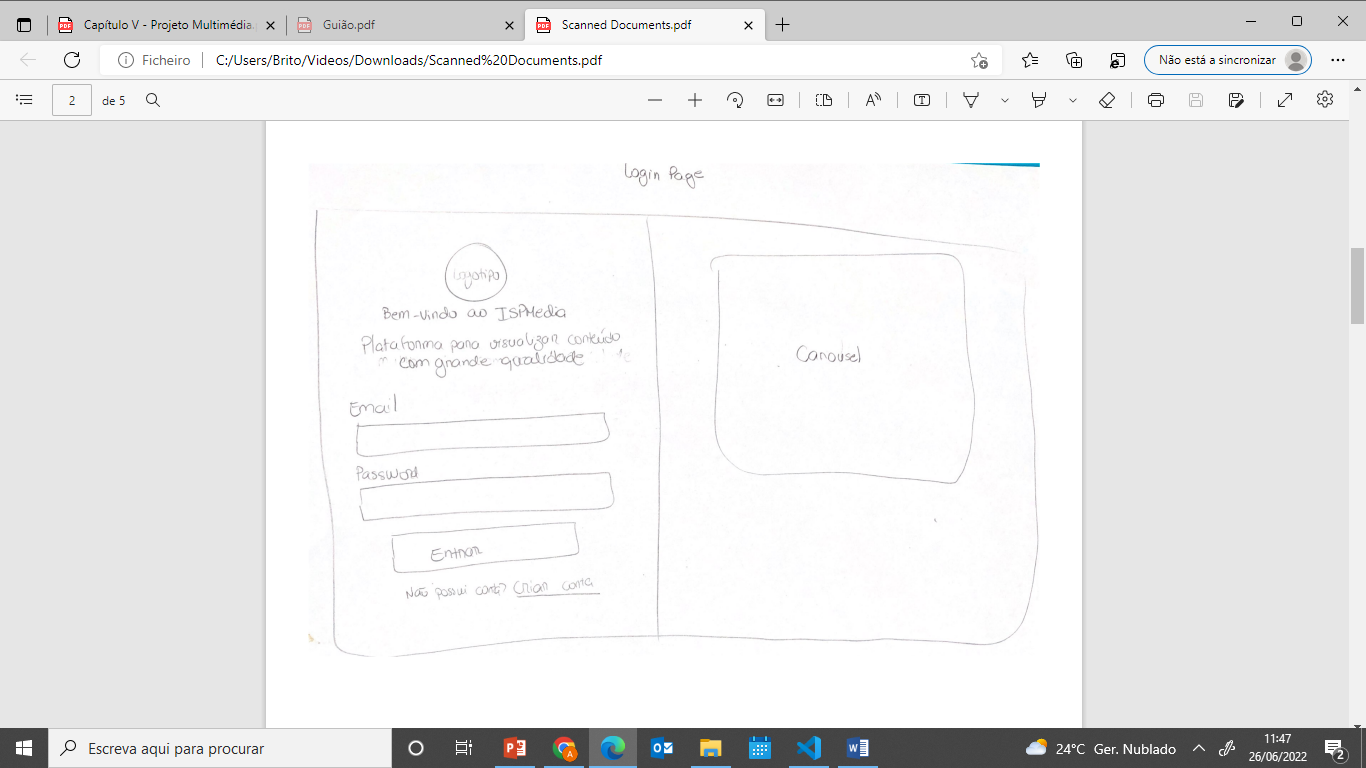 Capítulo V - Projeto Multimédia.
Guião.pdf
Scanned Documents.pdf
Ficheiro
C:/Users/Brito/Videos/Downloads/Scanned%20Documents.pdf
Não está a sincronizar
2
de 5
Login Page
Logotipo
Bem-vindo ao ISPMedia
Plataforma para visualizar conteúdo
com grande qualidade
Email
Password
Entrar
Não possui conta? Criar conta
Carousel
Escreva aqui para procurar
24°C Ger. Nublado
11:47
26/06/2022
2